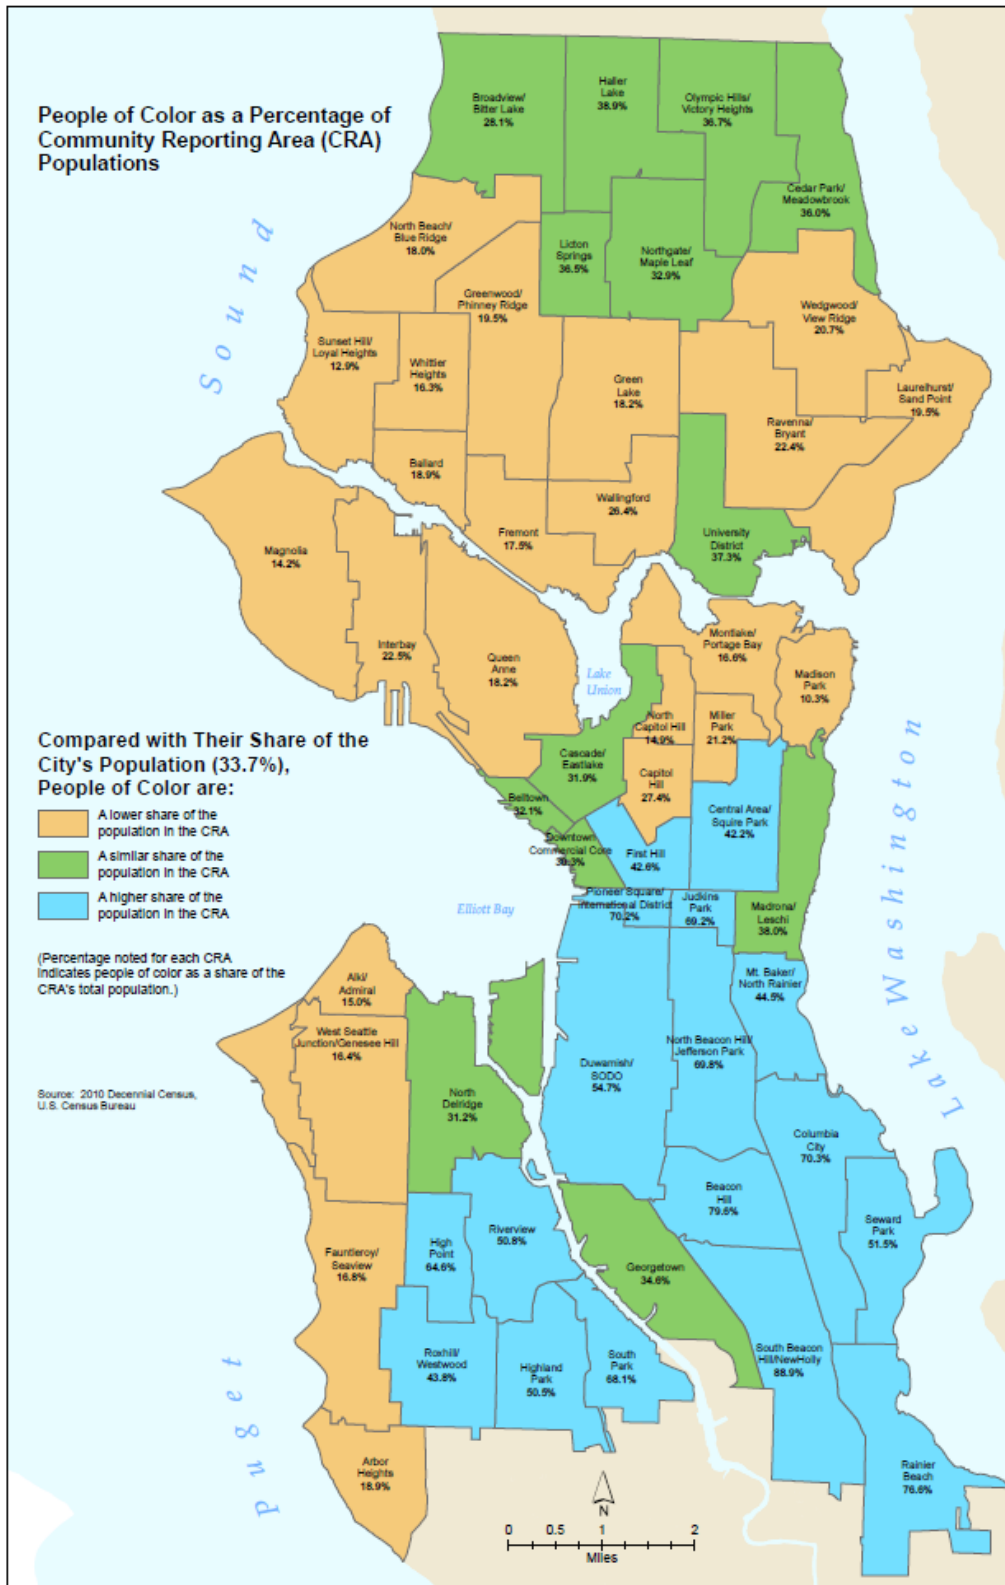 People of Color as a Percentage of
Community Reporting Area (CRA)
Populations
Broadview/
Bitter Lake
28.1%
Haller
Lake
38.9%
Olympic Hills/
Victory Heights
36.7%
Cedar Park/
Meadowbrook
36.0%
North Beach/
Blue Ridge
18.0%
Licton
Springs
36.5%
Northgate/
Maple Leaf
32.9%
Greenwood/
Phinney Ridge
19.5%
Wedgwood/
View Ridge
20.7%
Sunset Hill/
Loyal Heights
12.9%
Whittier
Heights
16.3%
Green
Lake
18.2%
Laurelhurst/
Sand Point
19.5%
Ravenna/
Bryant
22.4%
Ballard
18.9%
Wallingford
26.4%
Fremont
17.5%
University
District
37.3%
Magnolia
14.2%
Interbay
22.5%
Queen
Anne
18.2%
Lake
Union
Montlake/
Portage Bay
16.6%
Madison
Park
10.3%
North
Capitol Hill
14.9%
Miller
Park
21.2%
Cascade/
Eastlake
31.9%
Capitol
Hill
27.4%
Belltown
32.1%
Central Area/
Squire Park
42.2%
Downtown
Commercial Core
30.3%
First Hill
42.6%
Pioneer Square/
International District
70.2%
Judkins
Park
69.2%
Madrona/
Leschi
38.0%
Compared with Their Share of the
City's Population (33.7%),
People of Color are:
A lower share of the
population in the CRA
A similar share of the
population in the CRA
A higher share of the
population in the CRA
(Percentage noted for each CRA
indicates people of color as a share of the
CRA's total population.)
Source: 2010 Decennial Census,
U.S. Census Bureau
Elliott Bay
Alki/
Admiral
15.0%
West Seattle
Junction/Genesee Hill
16.4%
Mt. Baker/
North Rainier
44.5%
North Beacon Hill/
Jefferson Park
69.8%
Duwamish/
SODO
54.7%
North
Delridge
31.2%
Columbia
City
70.3%
Beacon
Hill
79.6%
Seward
Park
51.5%
Riverview
50.8%
High
Point
64.6%
Fauntleroy/
Seaview
16.8%
Georgetown
34.6%
Roxhill/
Westwood
43.8%
Highland
Park
50.5%
South
Park
68.1%
South Beacon
Hill/NewHolly
88.9%
Arbor
Heights
18.9%
Rainier
Beach
76.6%
Puget
Sound
Lake Washington
N
0 0.5 1 2
Miles